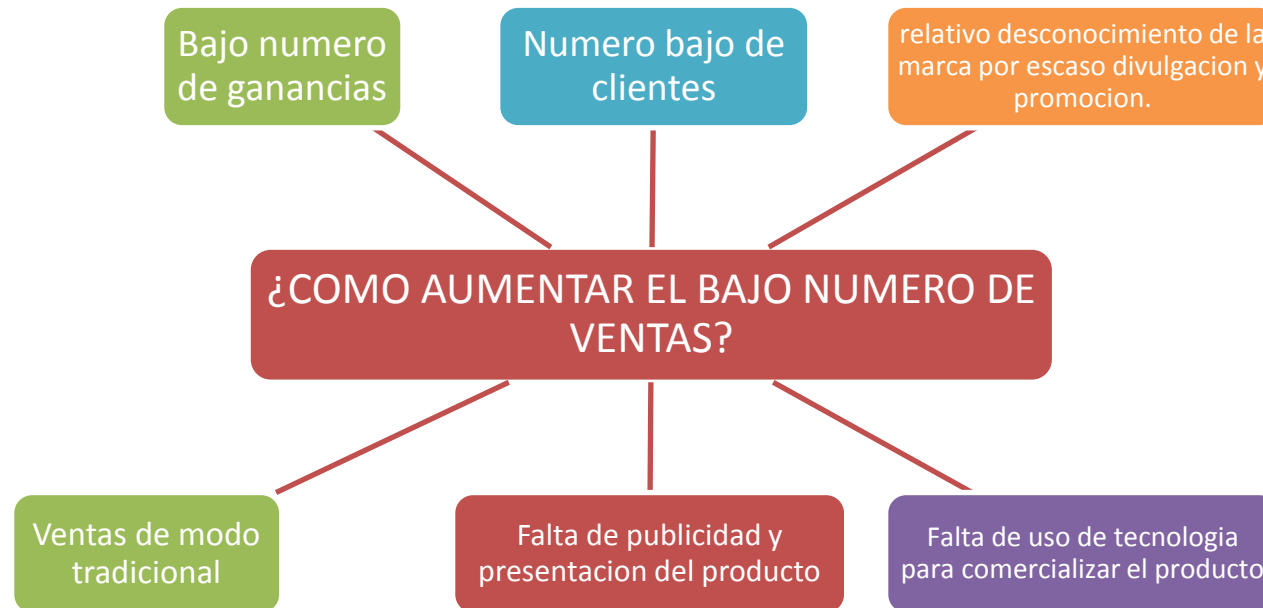 Bajo numero
de ganancias
Numero bajo de
clientes
relativo desconocimiento de la
marca por escaso divulgacion y
promocion.
¿COMO AUMENTAR EL BAJO NUMERO DE
VENTAS?
Ventas de modo
tradicional
Falta de publicidad y
presentacion del producto
Falta de uso de tecnologia
para comercializar el producto